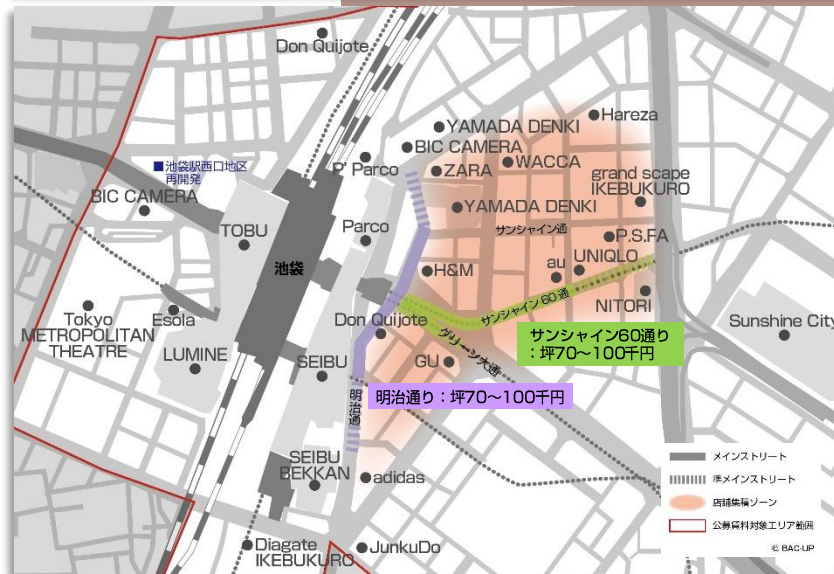 Don Quijote
Hareza
YAMADA DENKI
BIC CAMERA
WACCA
P' Parco
ZARA
grand scape
IKEBUKURO
■池袋駅西口地区
再開発
BIC CAMERA
YAMADA DENKI
TOBU
Parco
サンシャイン通
P.S.FA
池袋
H&M
au
UNIQLO
NITORI
サンシャイン60通
Tokyo
METROPOLITAN
THEATRE
Esola
Don Quijote
グリーン大通
サンシャイン60通り
:坪70~100千円
Sunshine City
LUMINE
SEIBU
GU
明治通り:坪70~100千円
明治通
SEIBU
BEKKAN
adidas
メインストリート
準メインストリート
店舗集積ゾーン
公募賃料対象エリア範囲
© BAC-UP
Diagate
IKEBUKURO
JunkuDo